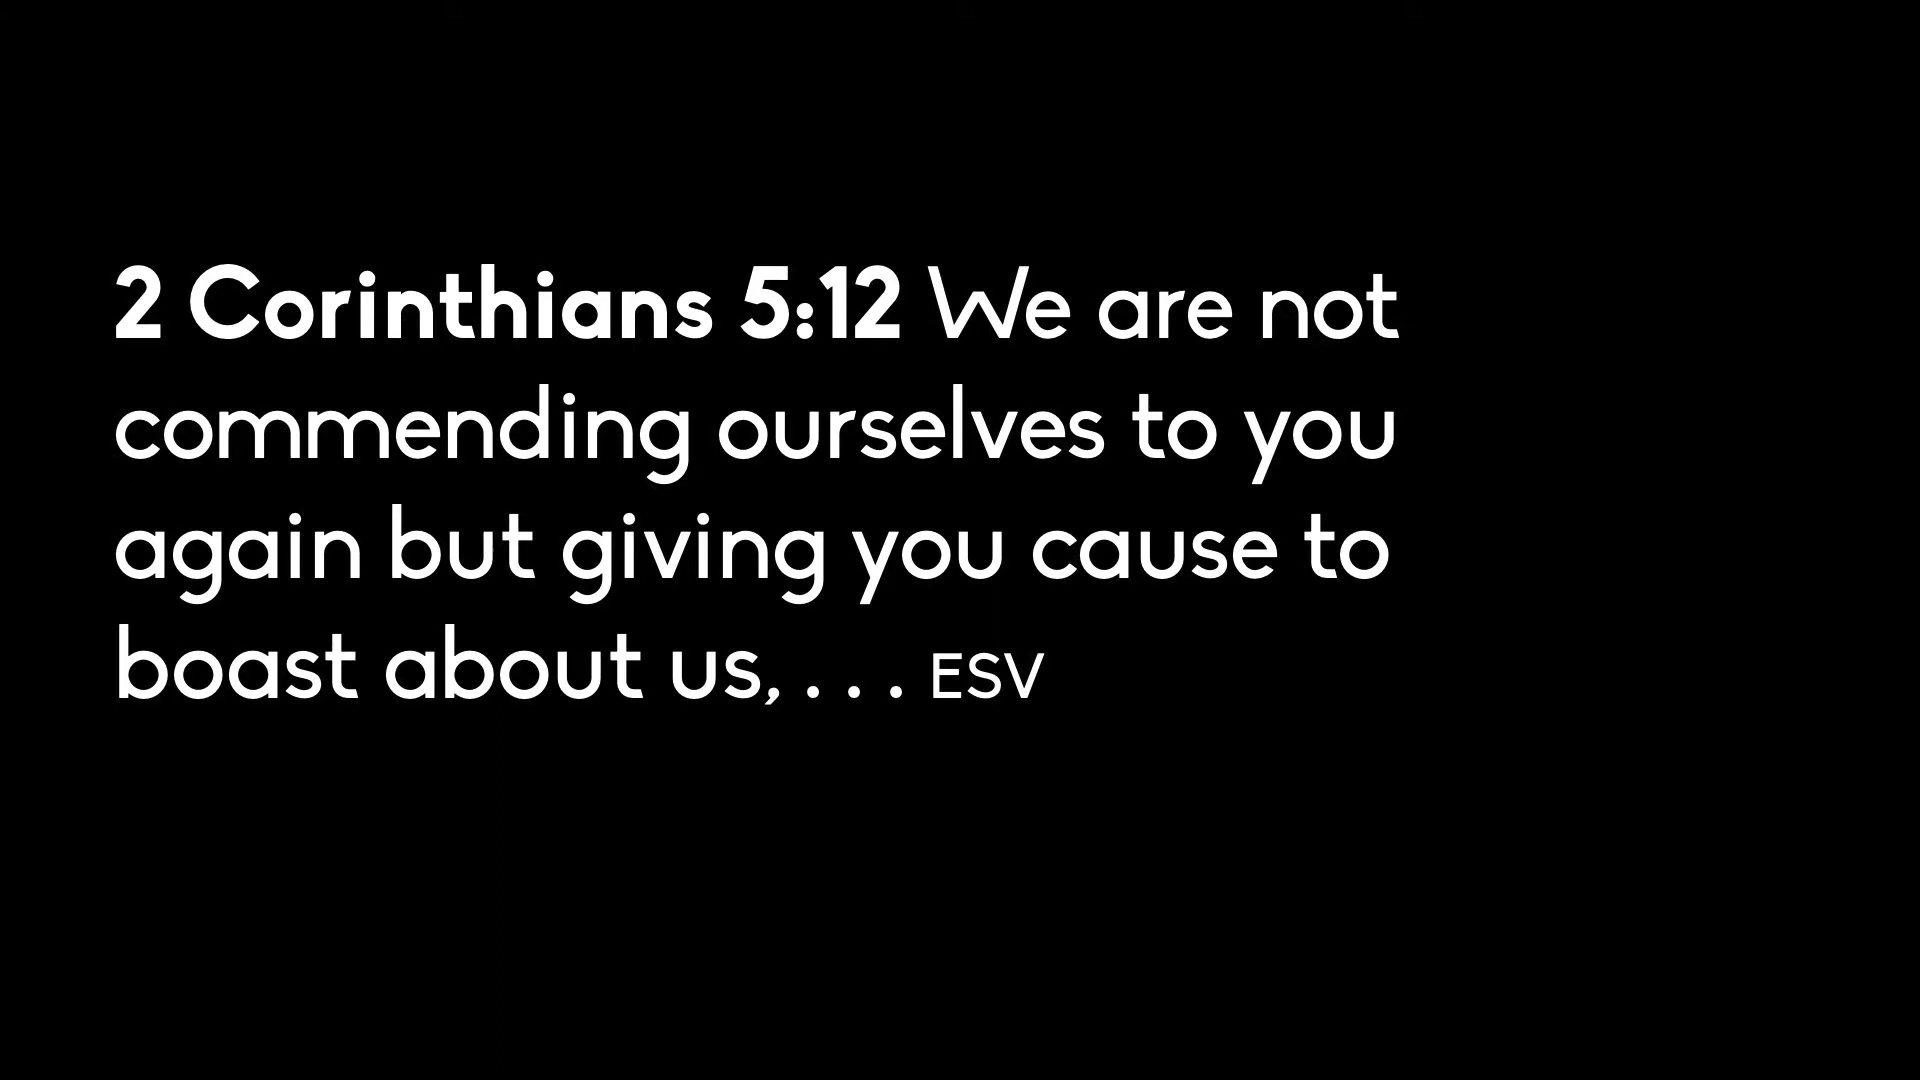 2 Corinthians 5:12 We are not
commending ourselves to you
again but giving you cause to
boast about us, . . . ESV